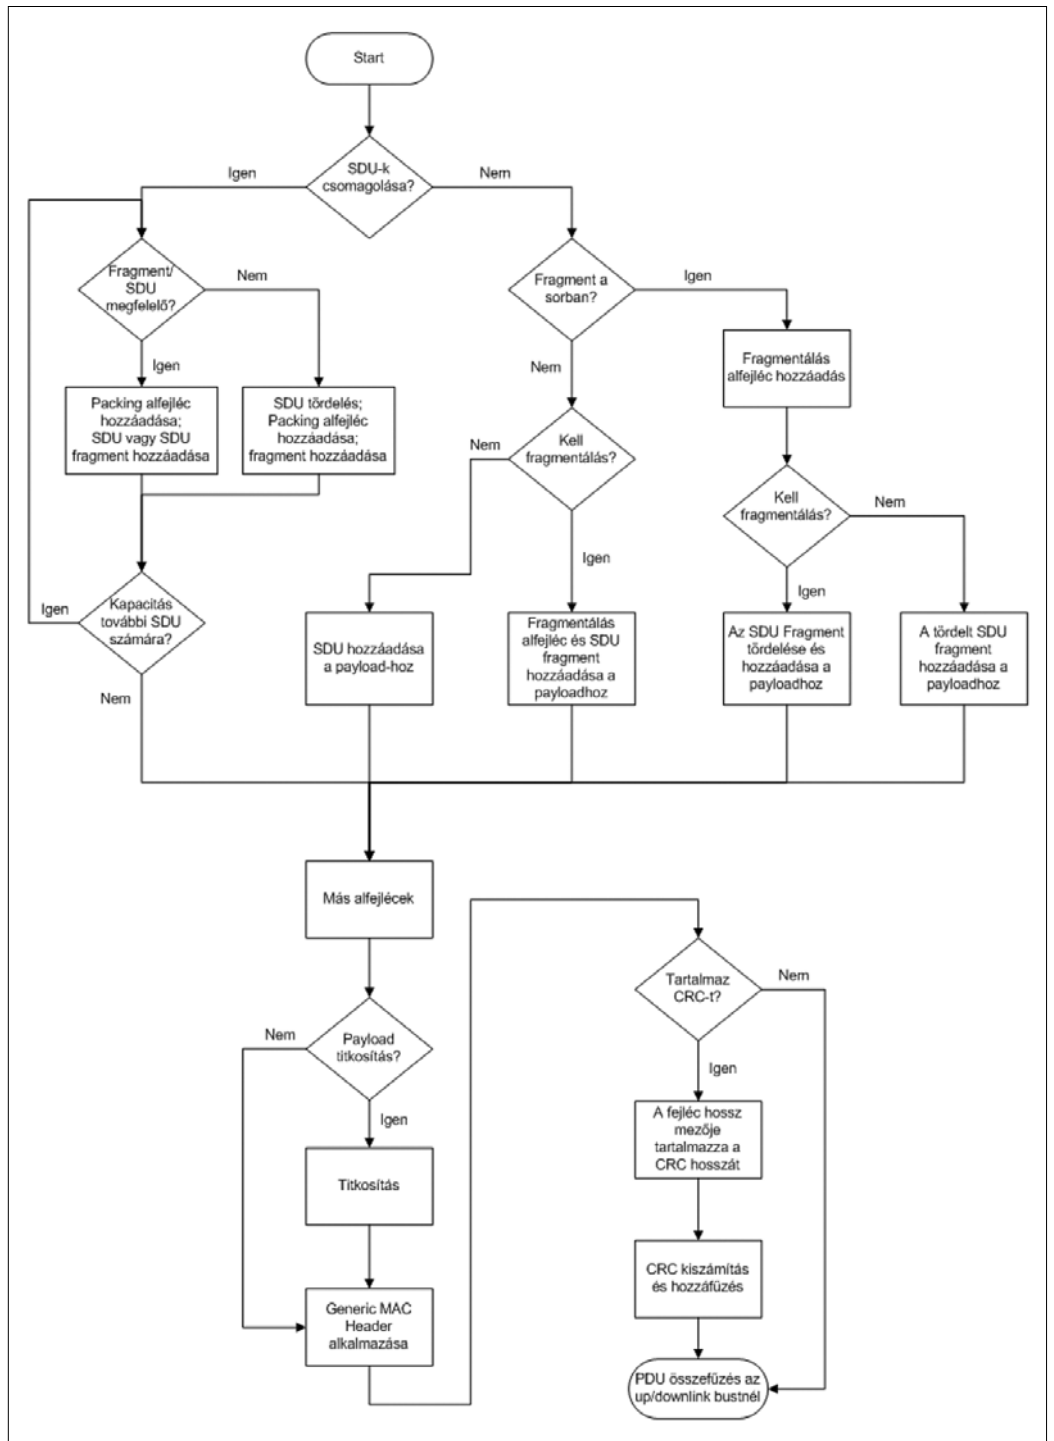 Start
SDU-k
csomagolása?
Igen
Nem
Fragment/
SDU
megfelelő?
Nem
Igen
Fragment a
sorban?
Igen
Nem
Packing alfejléc
hozzáadása;
SDU vagy SDU
fragment hozzáadása
SDU tördelés;
Packing alfejléc
hozzáadása;
fragment hozzáadása
Fragmentálás
alfejléc hozzáadás
Nem
Kell
fragmentálás?
Igen
Kell
fragmentálás?
Nem
Igen
Igen
Kapacitás
további SDU
számára?
Nem
SDU hozzáadása
a payload-hoz
Fragmentálás
alfejléc és SDU
fragment
hozzáadása a
payloadhoz
Az SDU Fragment
tördelése és
hozzáadása a
payloadhoz
A tördelt SDU
fragment
hozzáadása a
payloadhoz
Más alfejlécek
Nem
Payload
titkosítás?
Igen
Titkosítás
Generic MAC
Header
alkalmazása
Tartalmaz
CRC-t?
Nem
Igen
A fejléc hossz
mezője
tartalmazza a
CRC hosszát
CRC kiszámítás
és hozzáfűzés
PDU összefűzés az
up/downlink bustnél